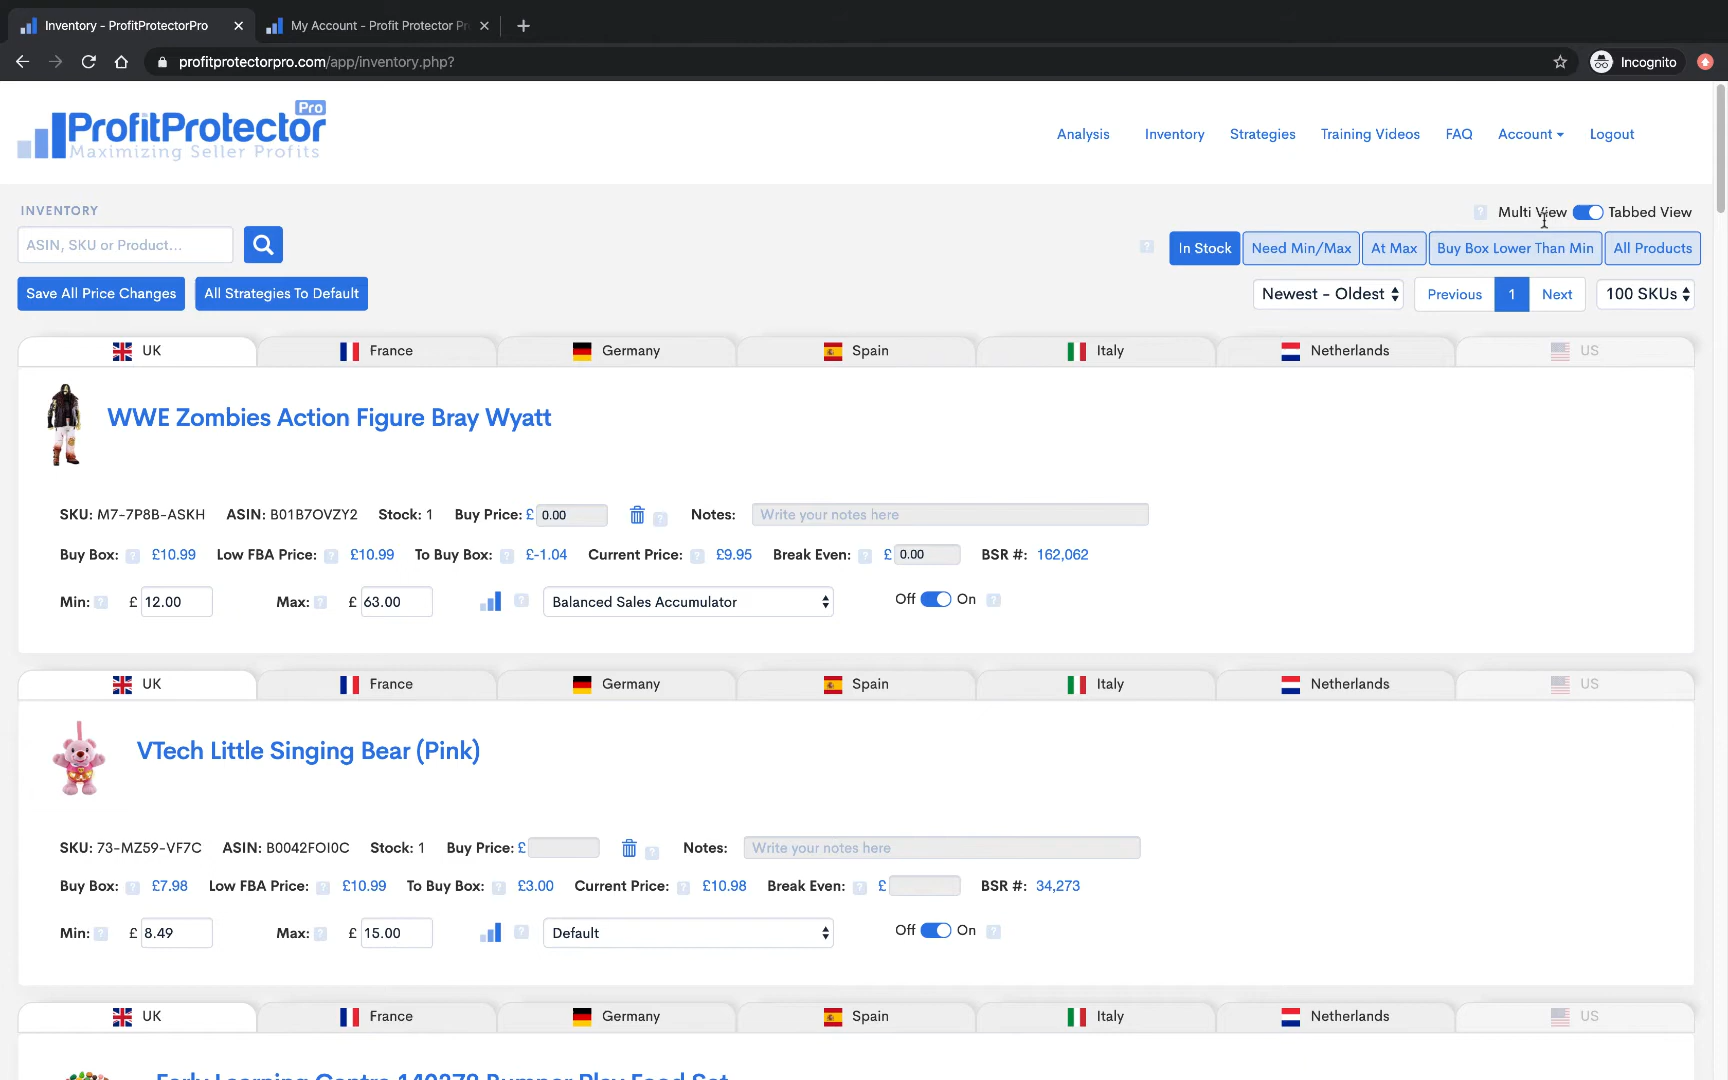 Inventory - ProfitProtectorPro
My Account - Profit Protector Pr
profitprotectorpro.com/app/inventory.php?
Incognito
ProfitProtector Pro
Maximizing Seller Profits
Analysis Inventory Strategies Training Videos FAQ Account Logout
INVENTORY
? Multi View Tabbed View
ASIN, SKU or Product...
? In Stock Need Min/Max At Max Buy Box Lower Than Min All Products
Save All Price Changes All Strategies To Default
Newest - Oldest Previous 1 Next 100 SKUs
UK France Germany Spain Italy Netherlands US
WWE Zombies Action Figure Bray Wyatt
SKU: M7-7P8B-ASKH ASIN: B01B7OVZY2 Stock: 1 Buy Price: £ 0.00 ? Notes: Write your notes here
Buy Box: ? £10.99 Low FBA Price: ? £10.99 To Buy Box: ? £-1.04 Current Price: ? £9.95 Break Even: ? £ 0.00 BSR #: 162,062
Min: ? £ 12.00 Max: ? £ 63.00 ? Balanced Sales Accumulator Off On ?
UK France Germany Spain Italy Netherlands US
VTech Little Singing Bear (Pink)
SKU: 73-MZ59-VF7C ASIN: B0042FOI0C Stock: 1 Buy Price: £ ? Notes: Write your notes here
Buy Box: ? £7.98 Low FBA Price: ? £10.99 To Buy Box: ? £3.00 Current Price: ? £10.98 Break Even: ? £ BSR #: 34,273
Min: ? £ 8.49 Max: ? £ 15.00 ? Default Off On ?
UK France Germany Spain Italy Netherlands US
Early Learning Centre 140278 Bumper Play Food Set